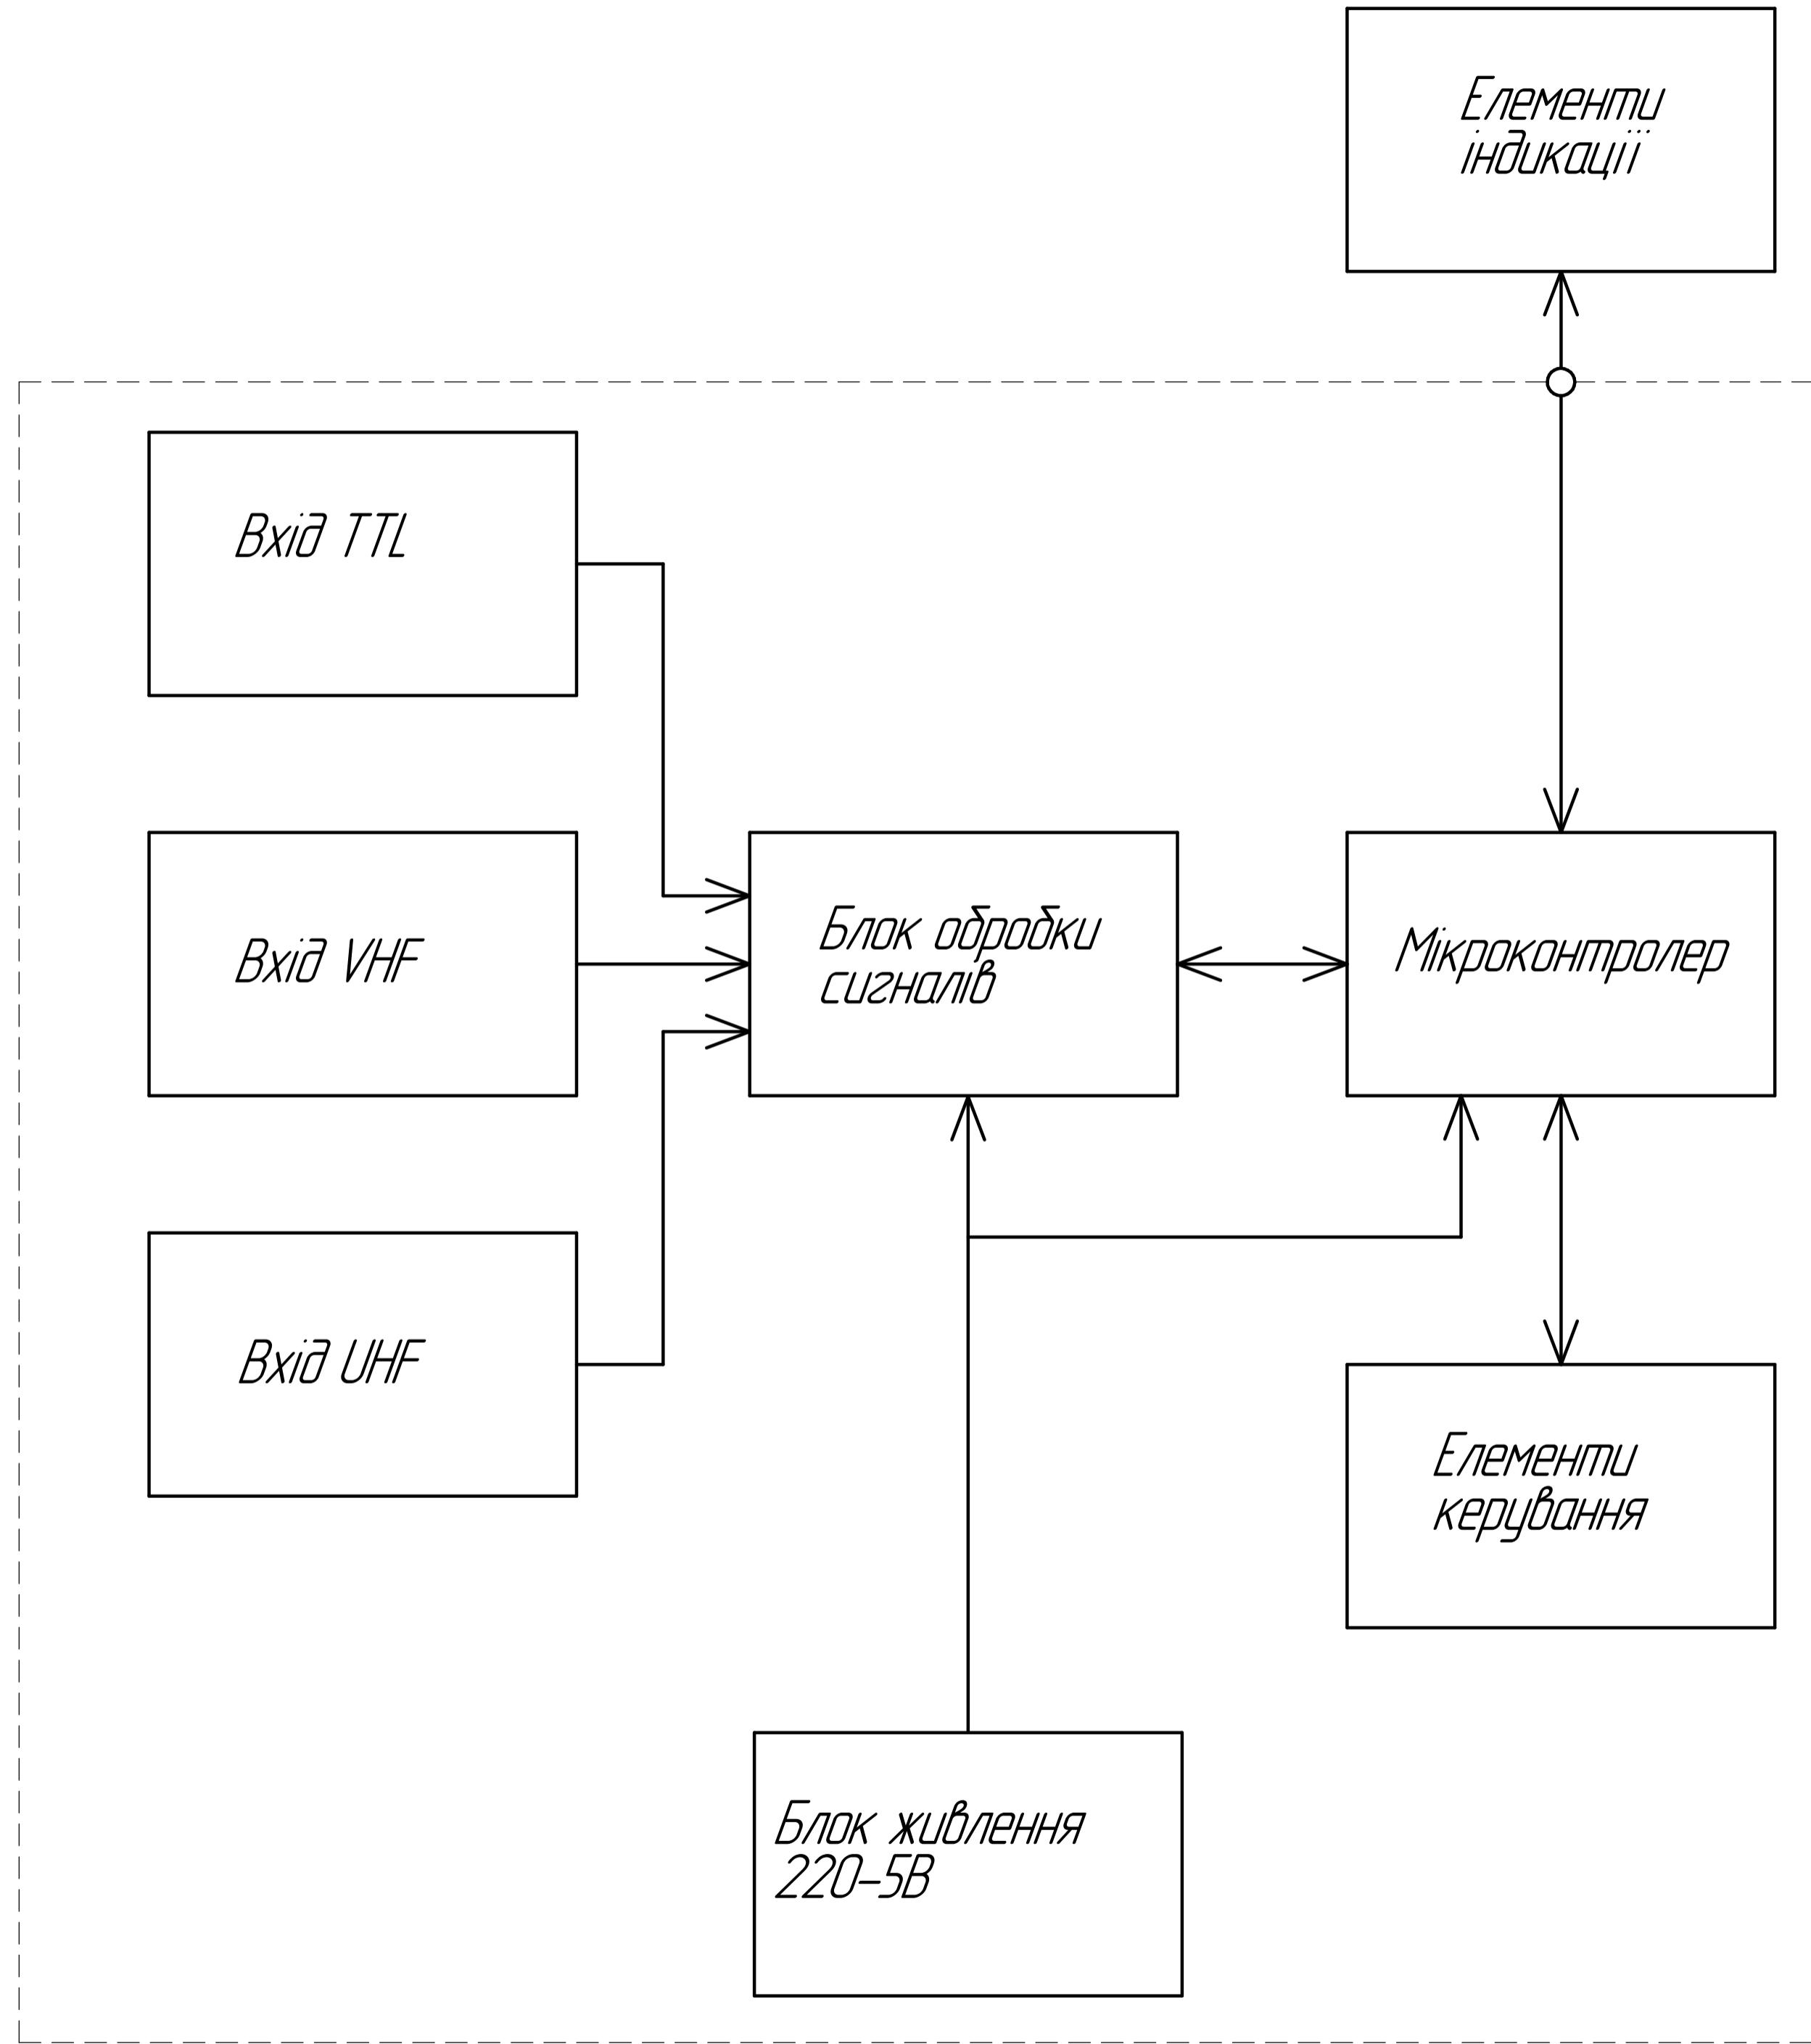 Елементи
індикації
Вхід TTL
Вхід VHF
Блок обробки
сигналів
Мікроконтролер
Вхід UHF
Елементи
керування
Блок живлення
220-5В